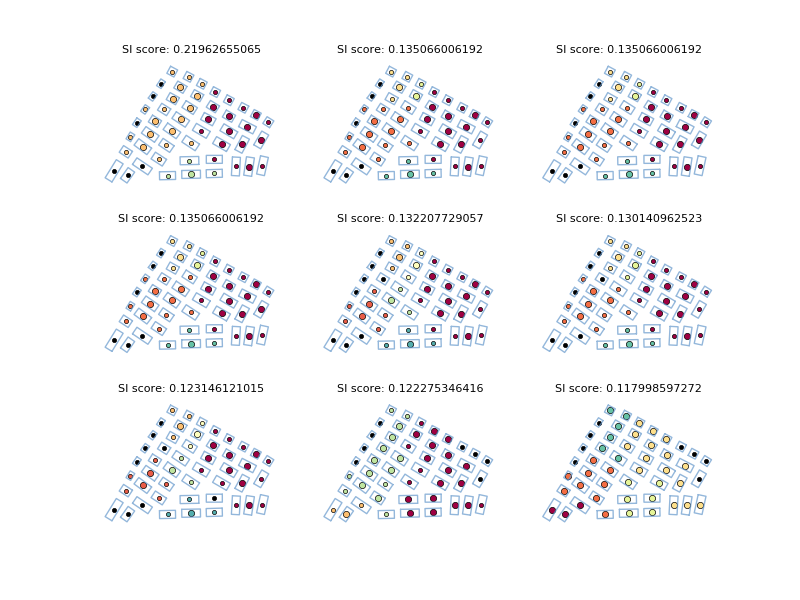 SI score: 0.21962655065
SI score: 0.135066006192
SI score: 0.135066006192
SI score: 0.135066006192
SI score: 0.132207729057
SI score: 0.130140962523
SI score: 0.123146121015
SI score: 0.122275346416
SI score: 0.117998597272